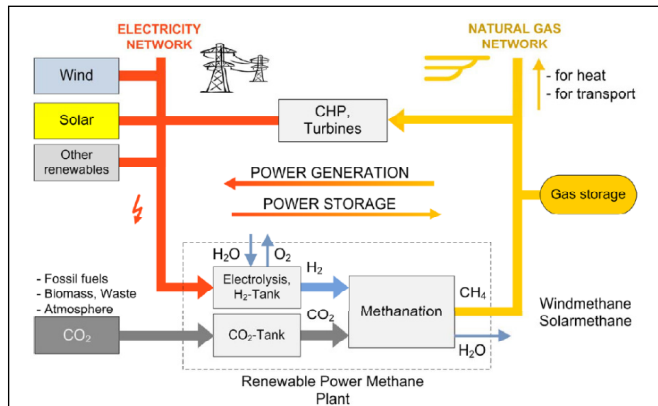 ELECTRICITY
NETWORK
NATURAL GAS
NETWORK
Wind
- for heat
- for transport
Solar
CHP,
Turbines
Other
renewables
POWER GENERATION
POWER STORAGE
Gas storage
H₂O
O₂
- Fossil fuels
- Biomass, Waste
- Atmosphere
Electrolysis,
H₂-Tank
H₂
Methanation
CH₄
Windmethane
Solarmethane
CO₂
CO₂-Tank
CO₂
H₂O
Renewable Power Methane
Plant